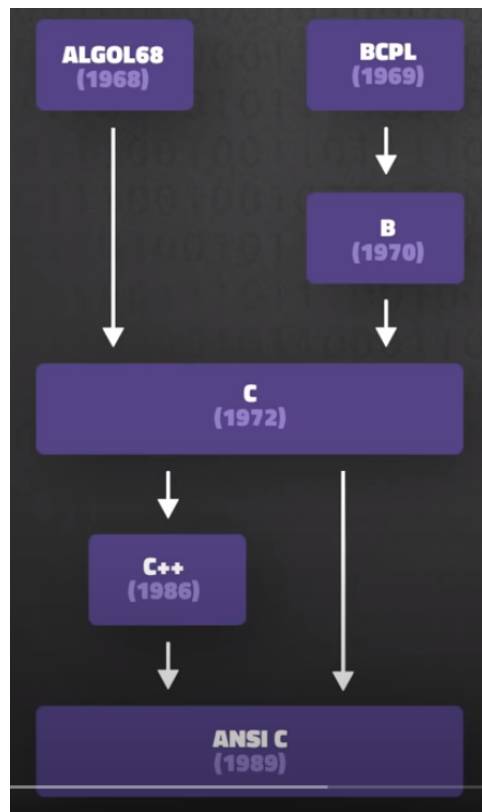 ALGOL68
(1968)
BCPL
(1969)
B
(1970)
C
(1972)
C++
(1986)
ANSI C
(1989)